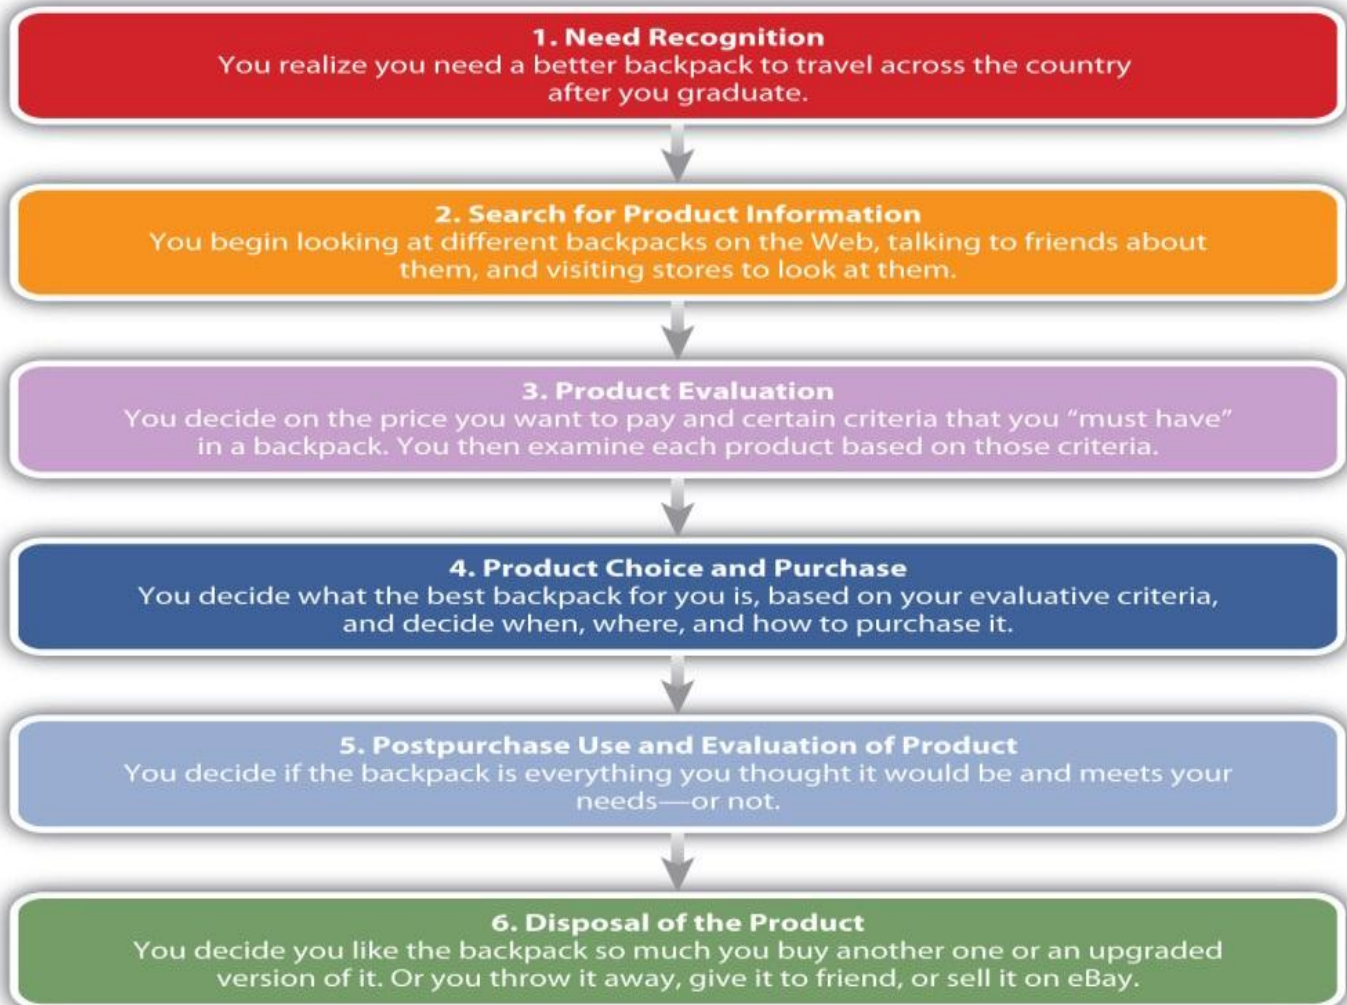 1. Need Recognition
You realize you need a better backpack to travel across the country
after you graduate.
2. Search for Product Information
You begin looking at different backpacks on the Web, talking to friends about
them, and visiting stores to look at them.
3. Product Evaluation
You decide on the price you want to pay and certain criteria that you “must have”
in a backpack. You then examine each product based on those criteria.
4. Product Choice and Purchase
You decide what the best backpack for you is, based on your evaluative criteria,
and decide when, where, and how to purchase it.
5. Postpurchase Use and Evaluation of Product
You decide if the backpack is everything you thought it would be and meets your
needs—or not.
6. Disposal of the Product
You decide you like the backpack so much you buy another one or an upgraded
version of it. Or you throw it away, give it to friend, or sell it on eBay.